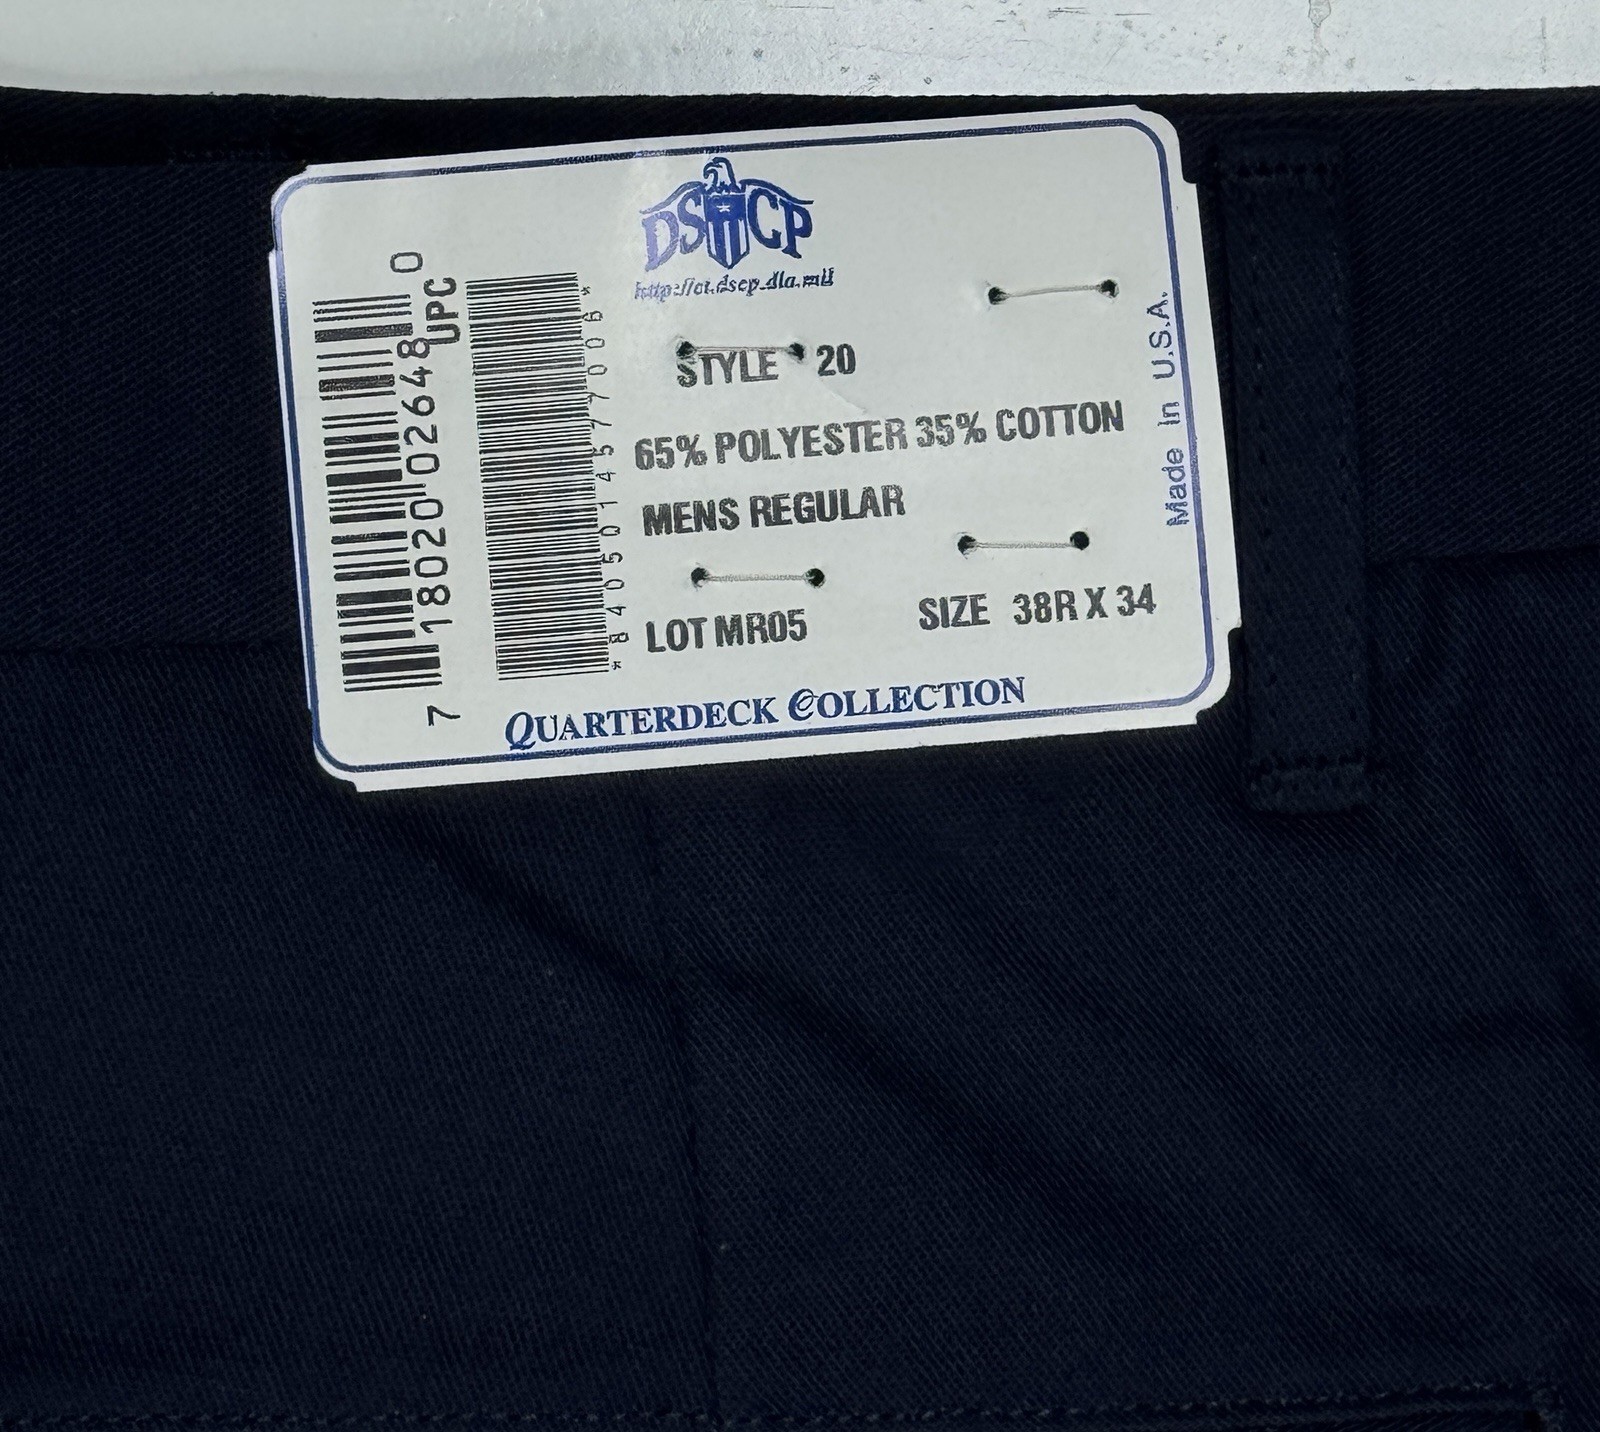 DSCP
http://ct.dscp.dla.mil
STYLE 20
65% POLYESTER 35% COTTON
MENS REGULAR
LOT MR05 SIZE 38R X 34
QUARTERDECK COLLECTION
Made In U.S.A.
7 18020 02648 0
UPC
*8405014577006*